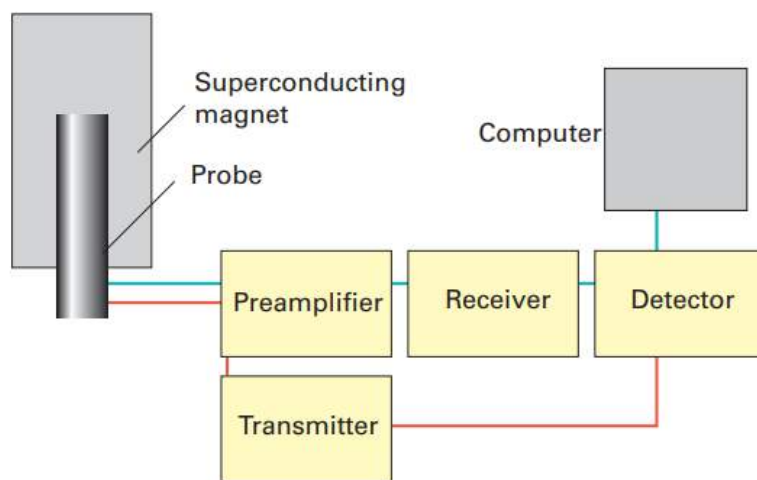 Superconducting
magnet
Probe
Computer
Preamplifier
Receiver
Detector
Transmitter